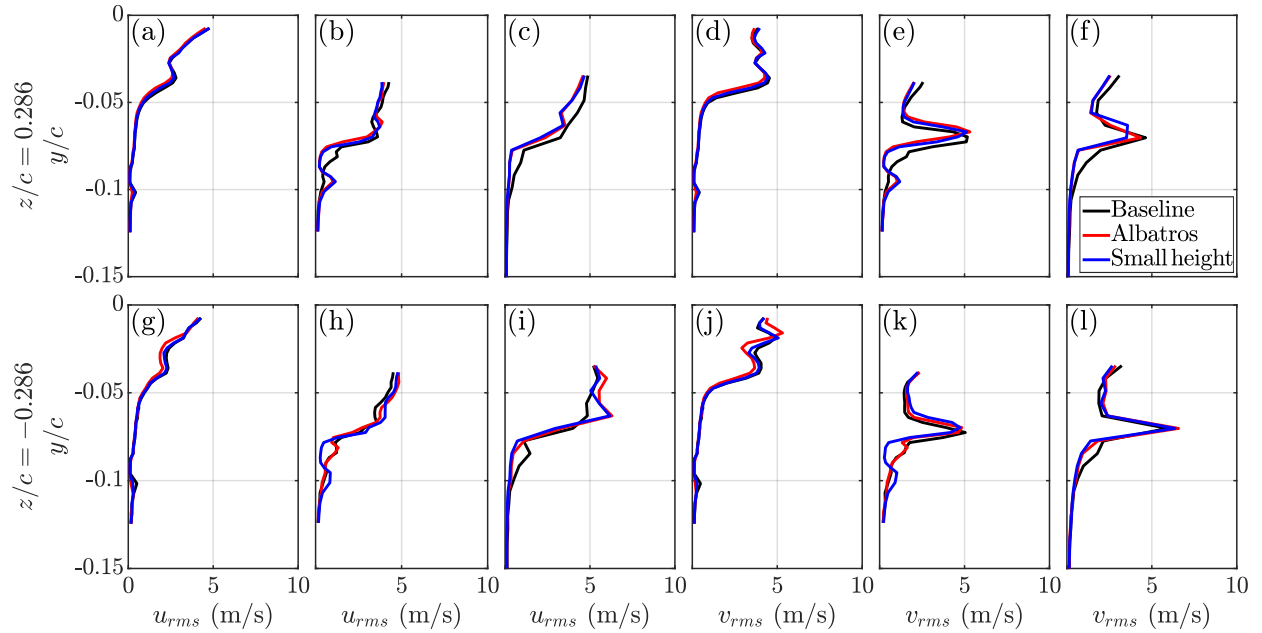 0
-0.05
-0.1
-0.15
z/c = 0.286
y/c
(a)
(b)
(c)
(d)
(e)
(f)
Baseline
Albatros
Small height
0
-0.05
-0.1
-0.15
z/c = −0.286
y/c
(g)
(h)
(i)
(j)
(k)
(l)
0 5 10
5 10
5 10
5 10
5 10
5 10
u_rms (m/s)
u_rms (m/s)
u_rms (m/s)
v_rms (m/s)
v_rms (m/s)
v_rms (m/s)